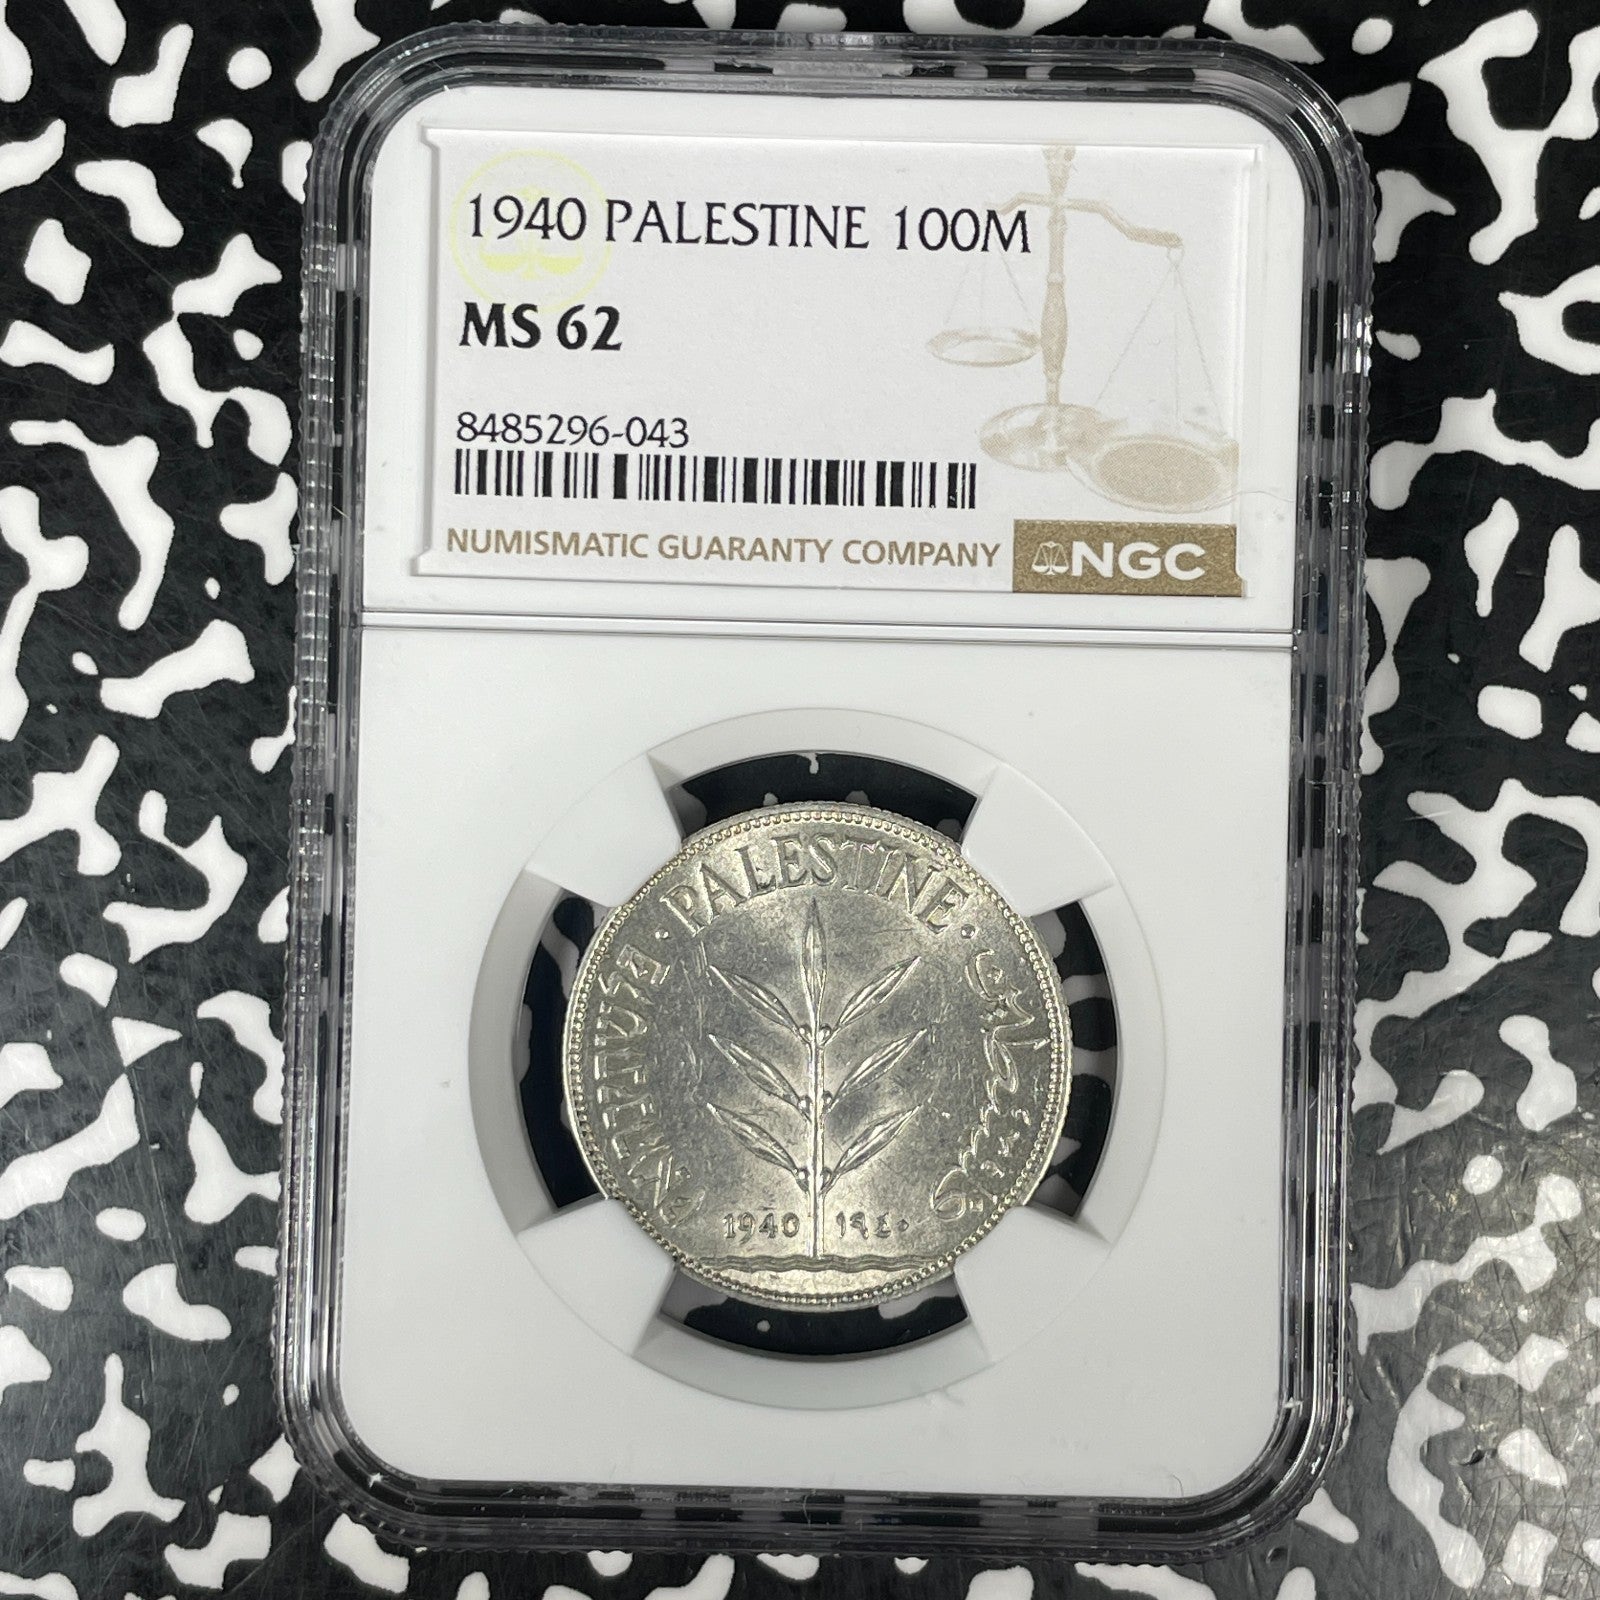 1940 PALESTINE 100M
MS 62
8485296-043
NUMISMATIC GUARANTY COMPANY NGC
PALESTINE
פלשתינה (א״י)
فلسطين
1940 ١٩٤٠